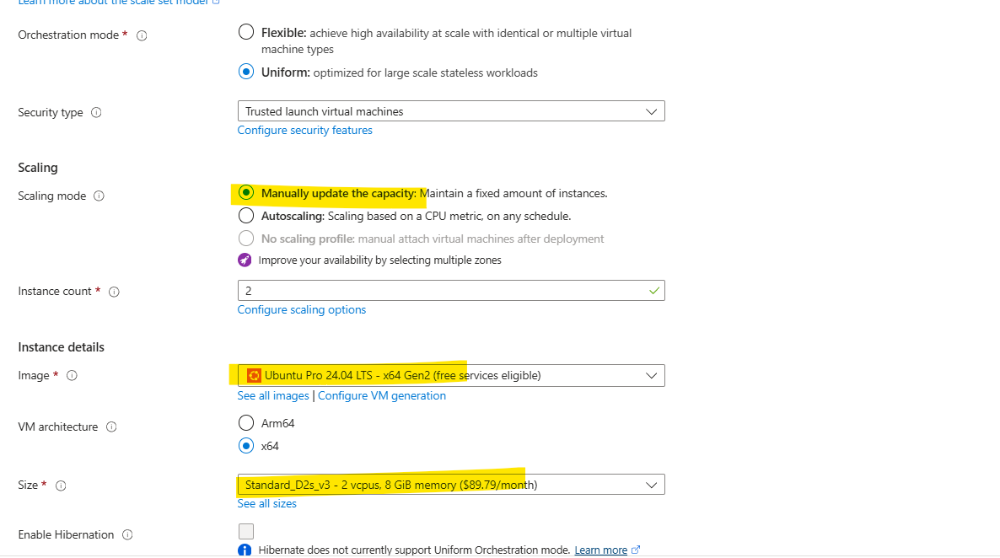 Learn more about the scale set model
Orchestration mode *
Flexible: achieve high availability at scale with identical or multiple virtual
machine types
Uniform: optimized for large scale stateless workloads
Security type
Trusted launch virtual machines
Configure security features
Scaling
Scaling mode
Manually update the capacity: Maintain a fixed amount of instances.
Autoscaling: Scaling based on a CPU metric, on any schedule.
No scaling profile: manual attach virtual machines after deployment
Improve your availability by selecting multiple zones
Instance count *
2
Configure scaling options
Instance details
Image *
Ubuntu Pro 24.04 LTS - x64 Gen2 (free services eligible)
See all images | Configure VM generation
VM architecture
Arm64
x64
Size *
Standard_D2s_v3 - 2 vcpus, 8 GiB memory ($89.79/month)
See all sizes
Enable Hibernation
Hibernate does not currently support Uniform Orchestration mode. Learn more